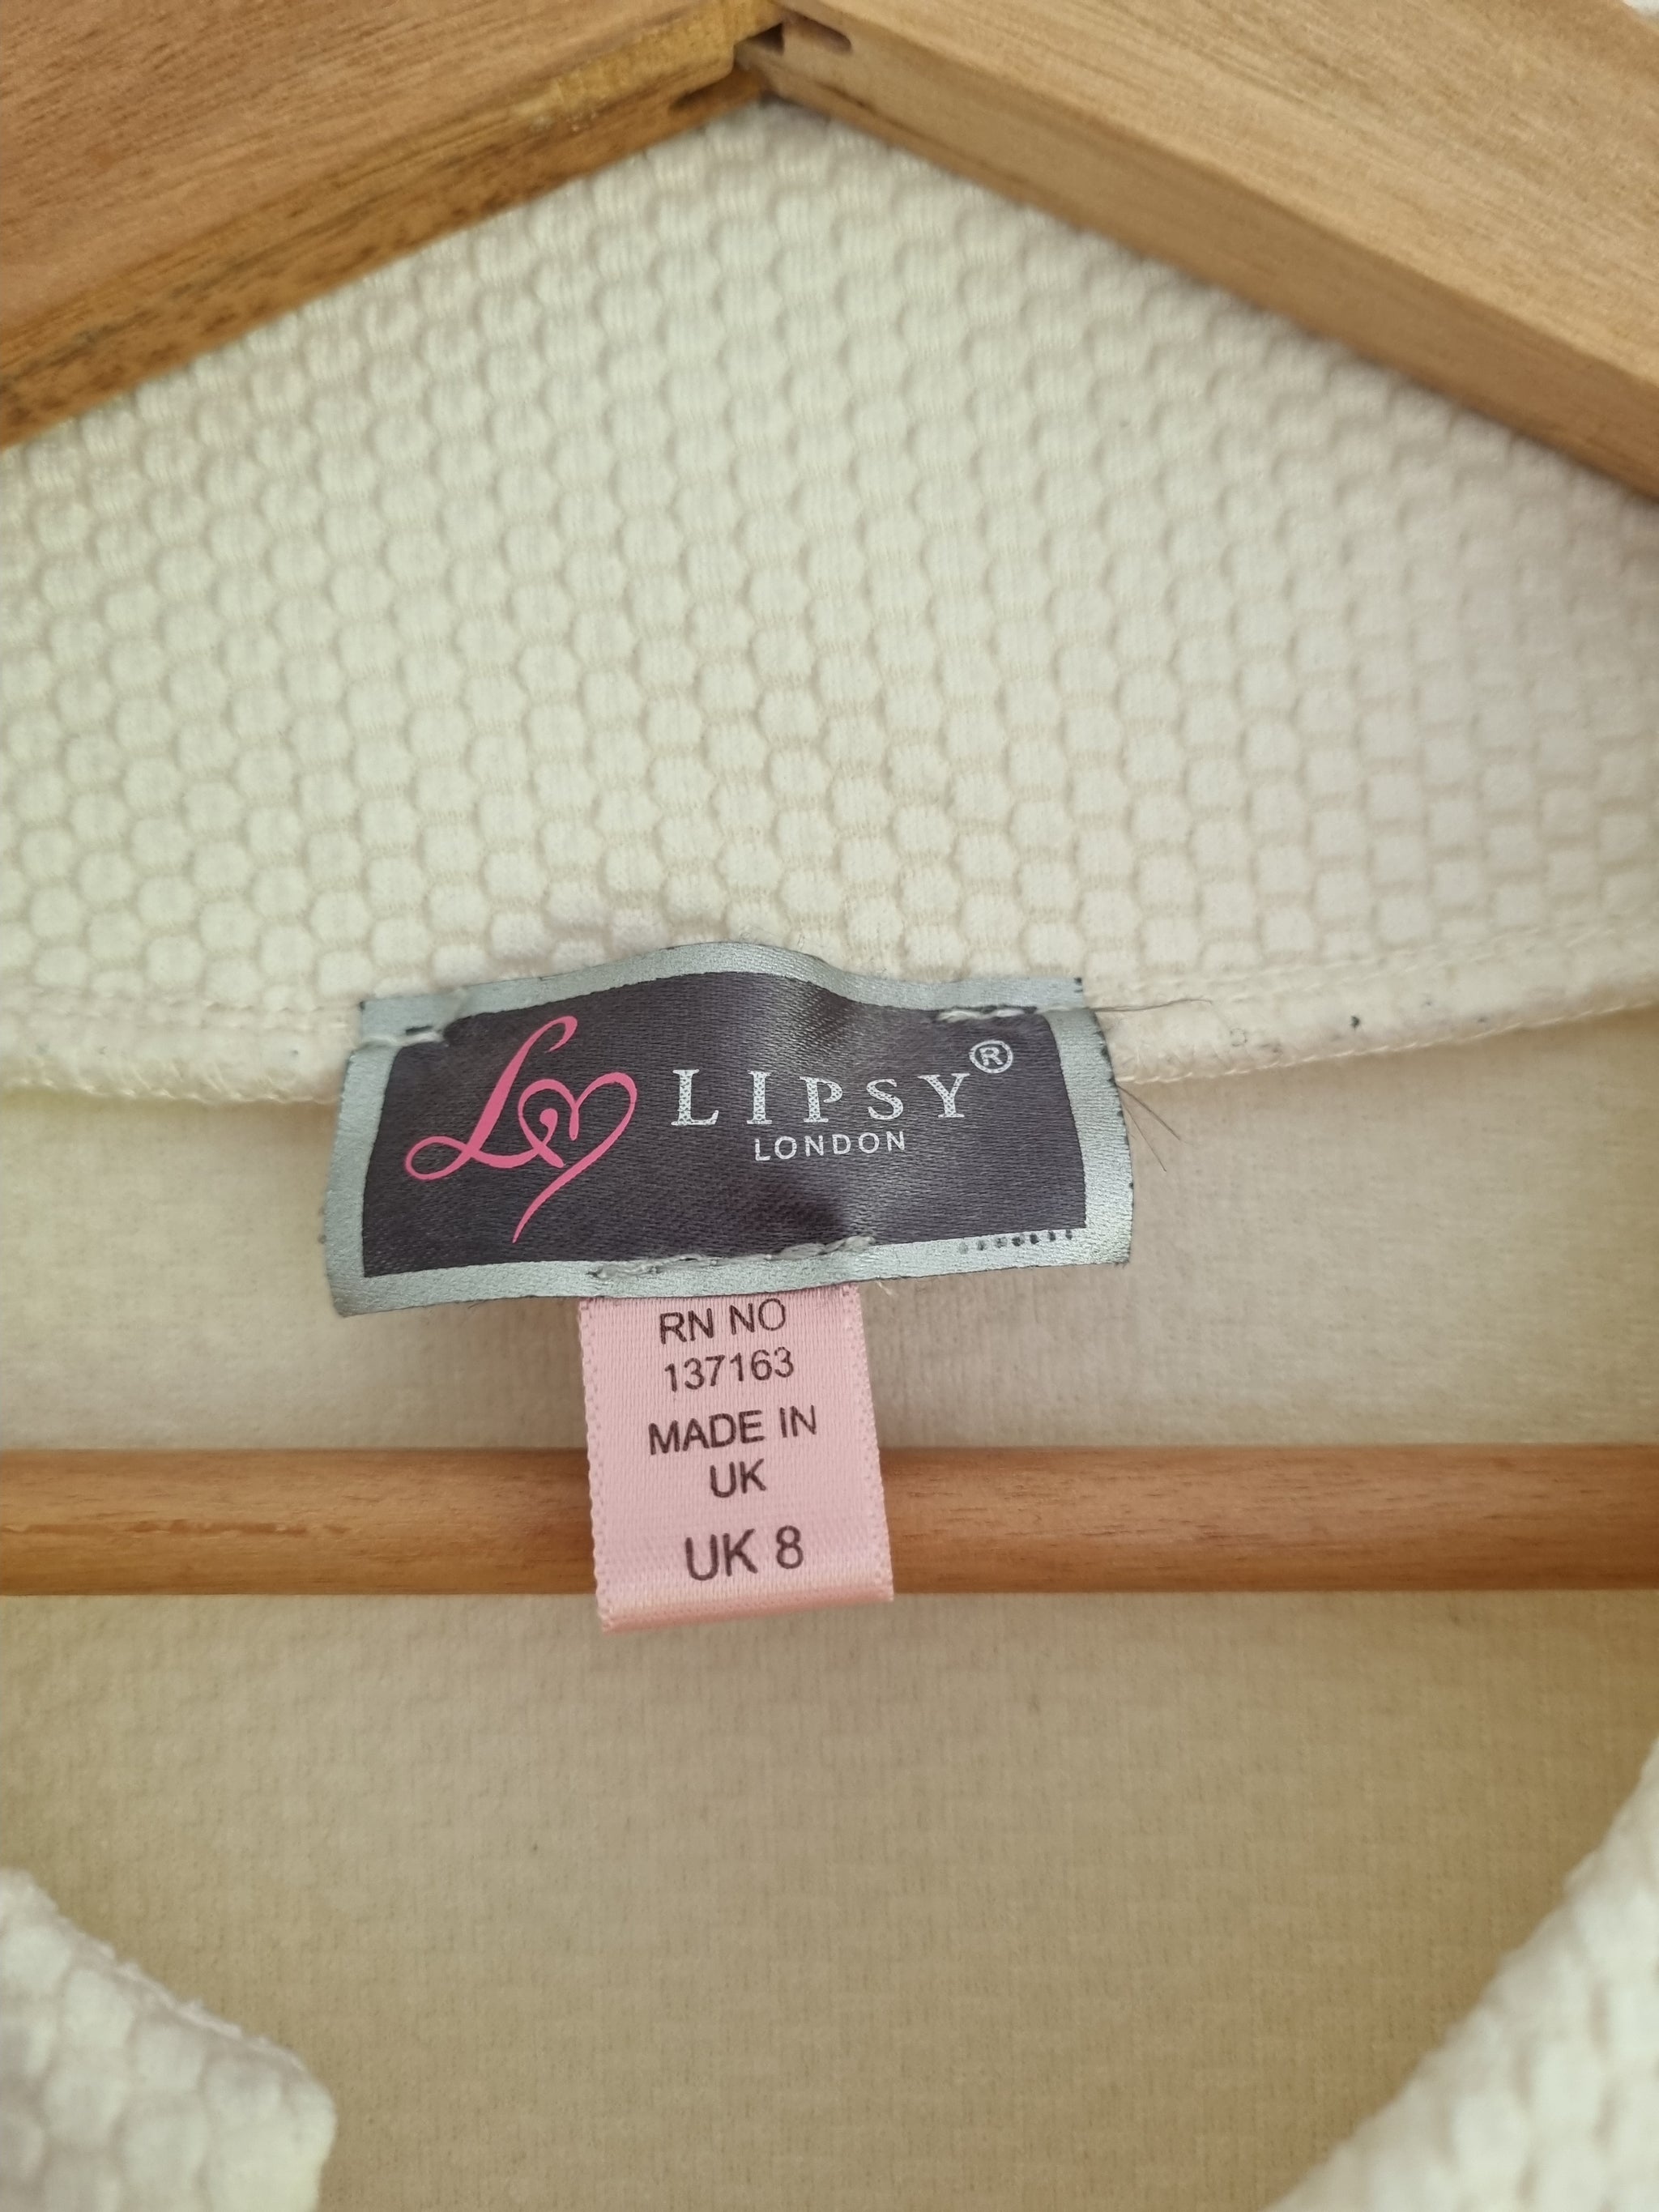 LIPSY®
LONDON
RN NO
137163
MADE IN
UK
UK 8